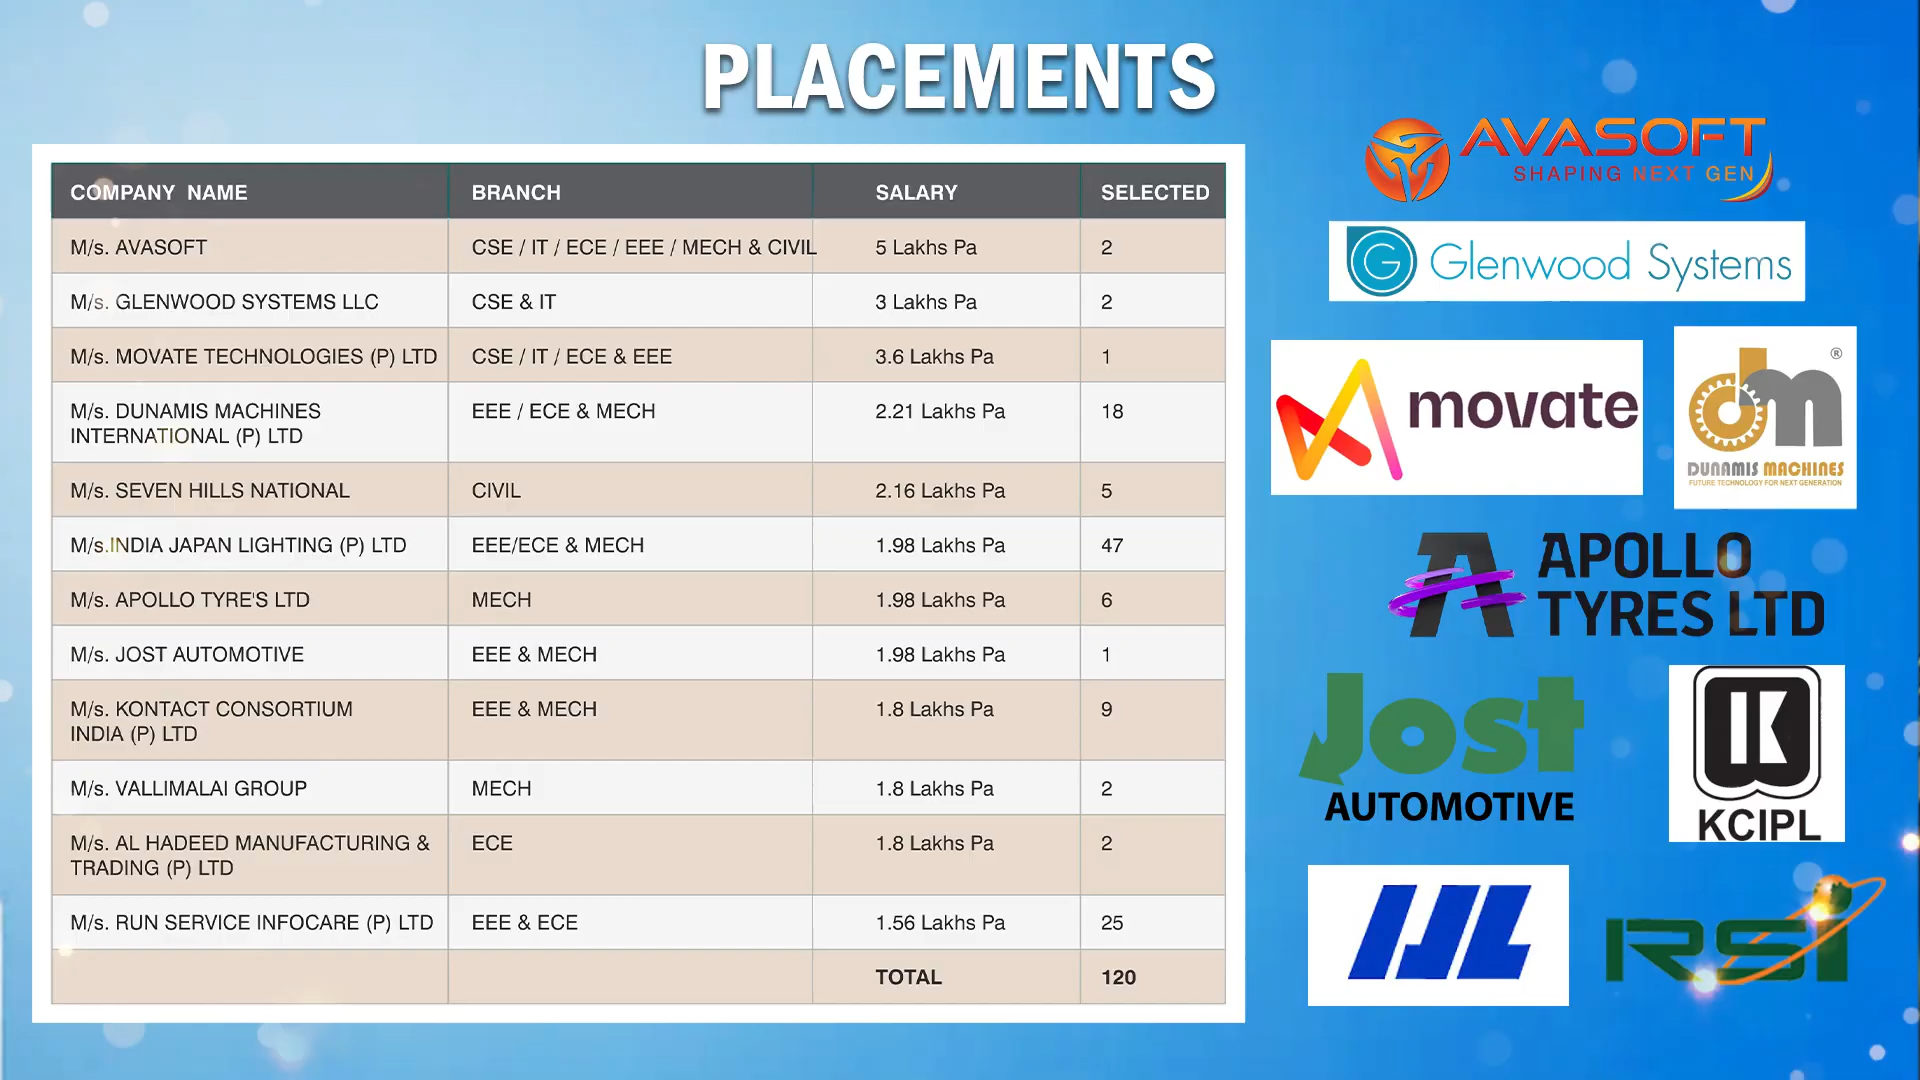 PLACEMENTS
COMPANY NAME BRANCH SALARY SELECTED
M/s. AVASOFT CSE / IT / ECE / EEE / MECH & CIVIL 5 Lakhs Pa 2
M/s. GLENWOOD SYSTEMS LLC CSE & IT 3 Lakhs Pa 2
M/s. MOVATE TECHNOLOGIES (P) LTD CSE / IT / ECE & EEE 3.6 Lakhs Pa 1
M/s. DUNAMIS MACHINES EEE / ECE & MECH 2.21 Lakhs Pa 18
INTERNATIONAL (P) LTD
M/s. SEVEN HILLS NATIONAL CIVIL 2.16 Lakhs Pa 5
M/s.INDIA JAPAN LIGHTING (P) LTD EEE/ECE & MECH 1.98 Lakhs Pa 47
M/s. APOLLO TYRE'S LTD MECH 1.98 Lakhs Pa 6
M/s. JOST AUTOMOTIVE EEE & MECH 1.98 Lakhs Pa 1
M/s. KONTACT CONSORTIUM EEE & MECH 1.8 Lakhs Pa 9
INDIA (P) LTD
M/s. VALLIMALAI GROUP MECH 1.8 Lakhs Pa 2
M/s. AL HADEED MANUFACTURING & ECE 1.8 Lakhs Pa 2
TRADING (P) LTD
M/s. RUN SERVICE INFOCARE (P) LTD EEE & ECE 1.56 Lakhs Pa 25
TOTAL 120
AVASOFT
SHAPING NEXT GEN
G Glenwood Systems
movate
dm ®
DUNAMIS MACHINES
FUTURE TECHNOLOGY FOR NEXT GENERATION
APOLLO
TYRES LTD
Jost
AUTOMOTIVE
K
KCIPL
IJL
RSI